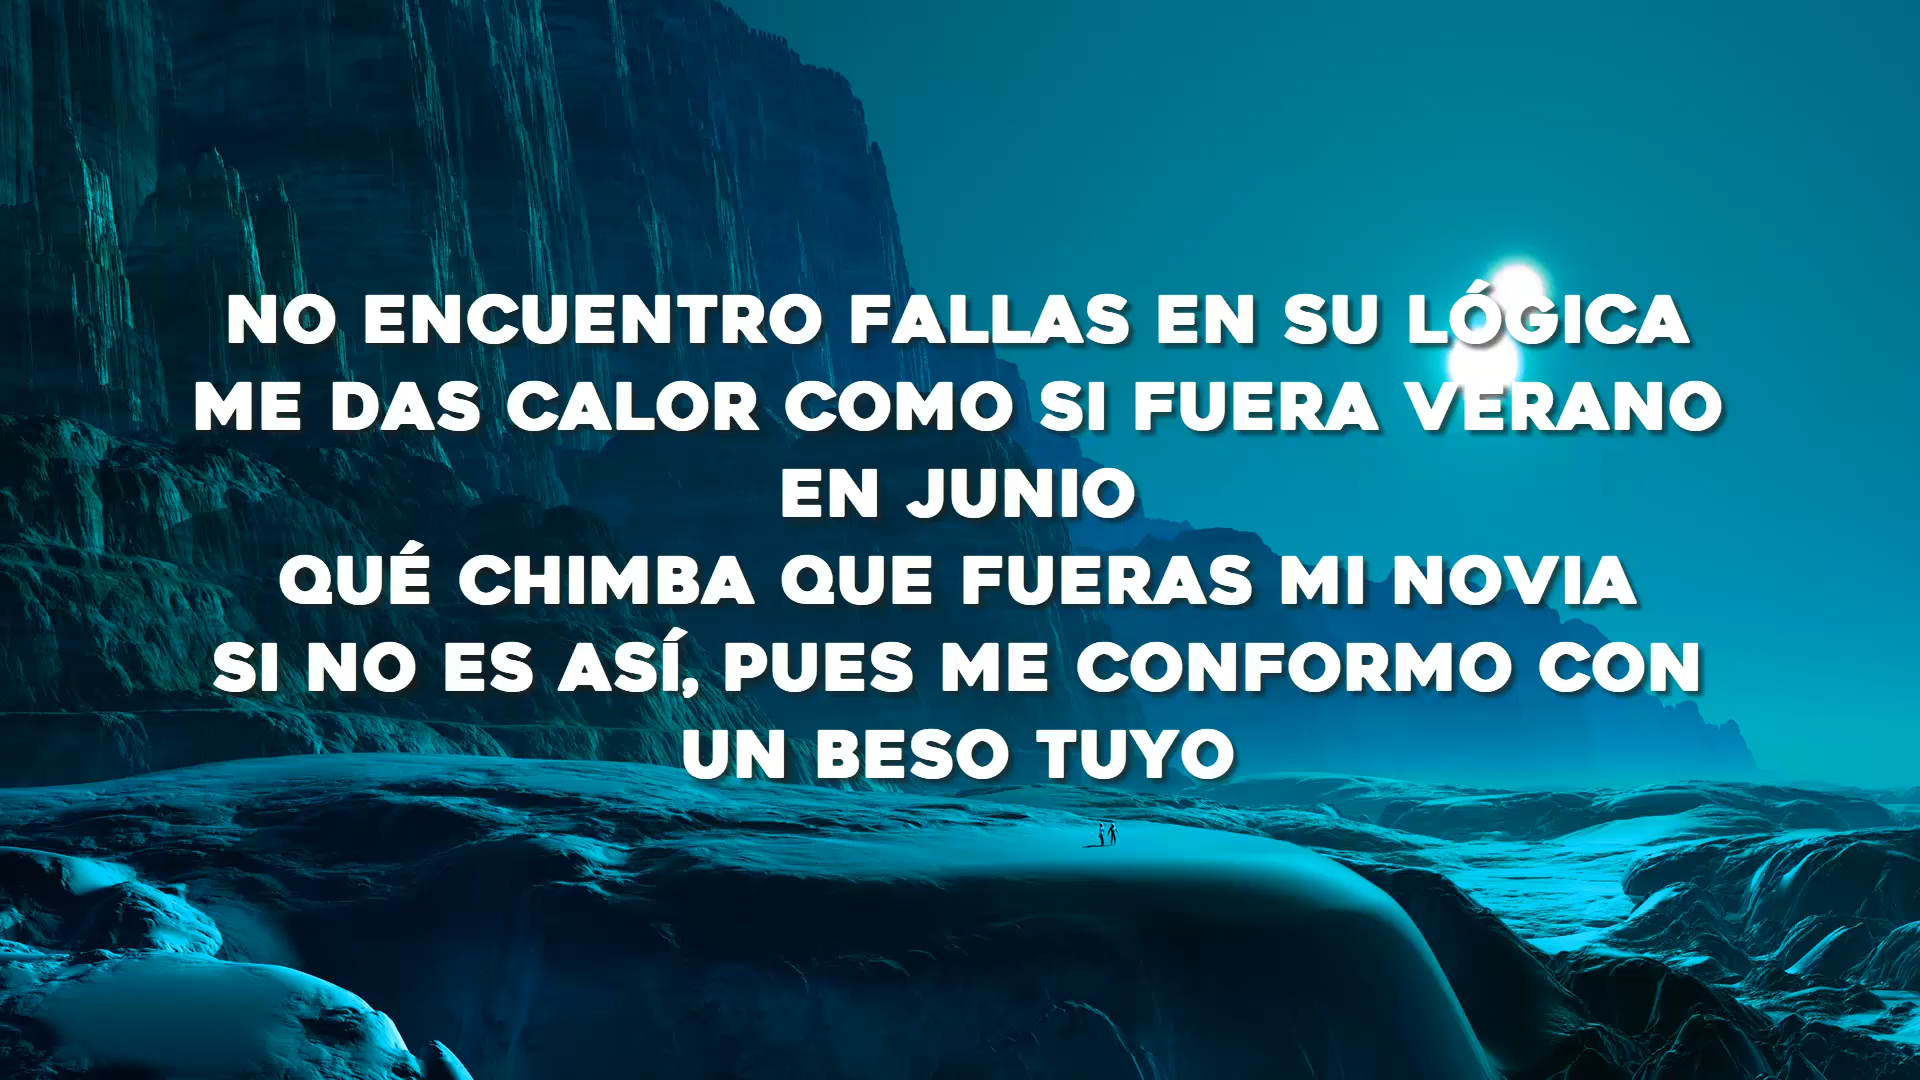 NO ENCUENTRO FALLAS EN SU LÓGICA
ME DAS CALOR COMO SI FUERA VERANO
EN JUNIO
QUÉ CHIMBA QUE FUERAS MI NOVIA
SI NO ES ASÍ, PUES ME CONFORMO CON
UN BESO TUYO